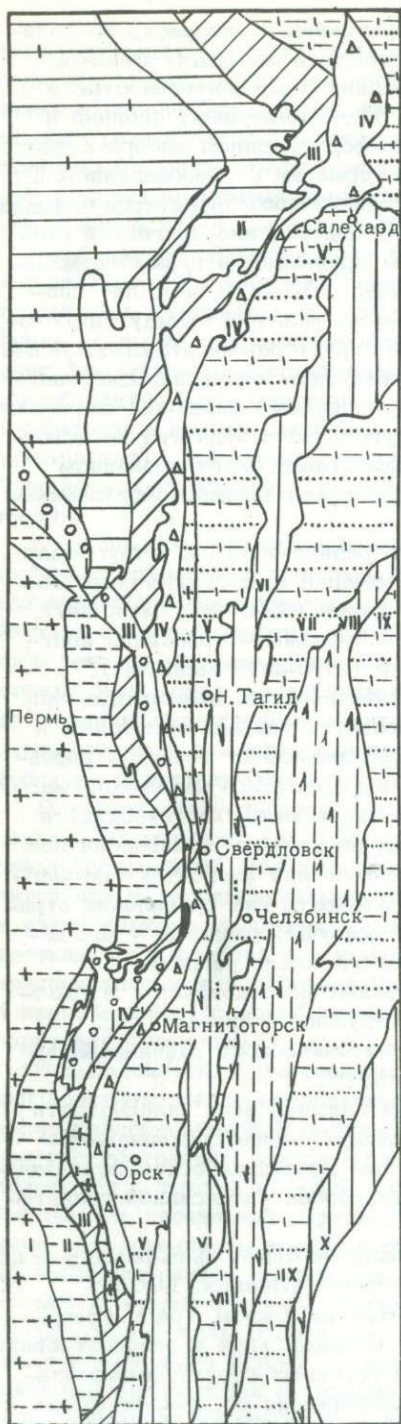 IV
III
II
Салехард
V
IV
VI
I
II
III
IV
V
VII
VIII
IX
Н. Тагил
Пермь
Свердловск
Челябинск
IV
Магнитогорск
Орск
III
I
II
V
VI
X
IX
VII